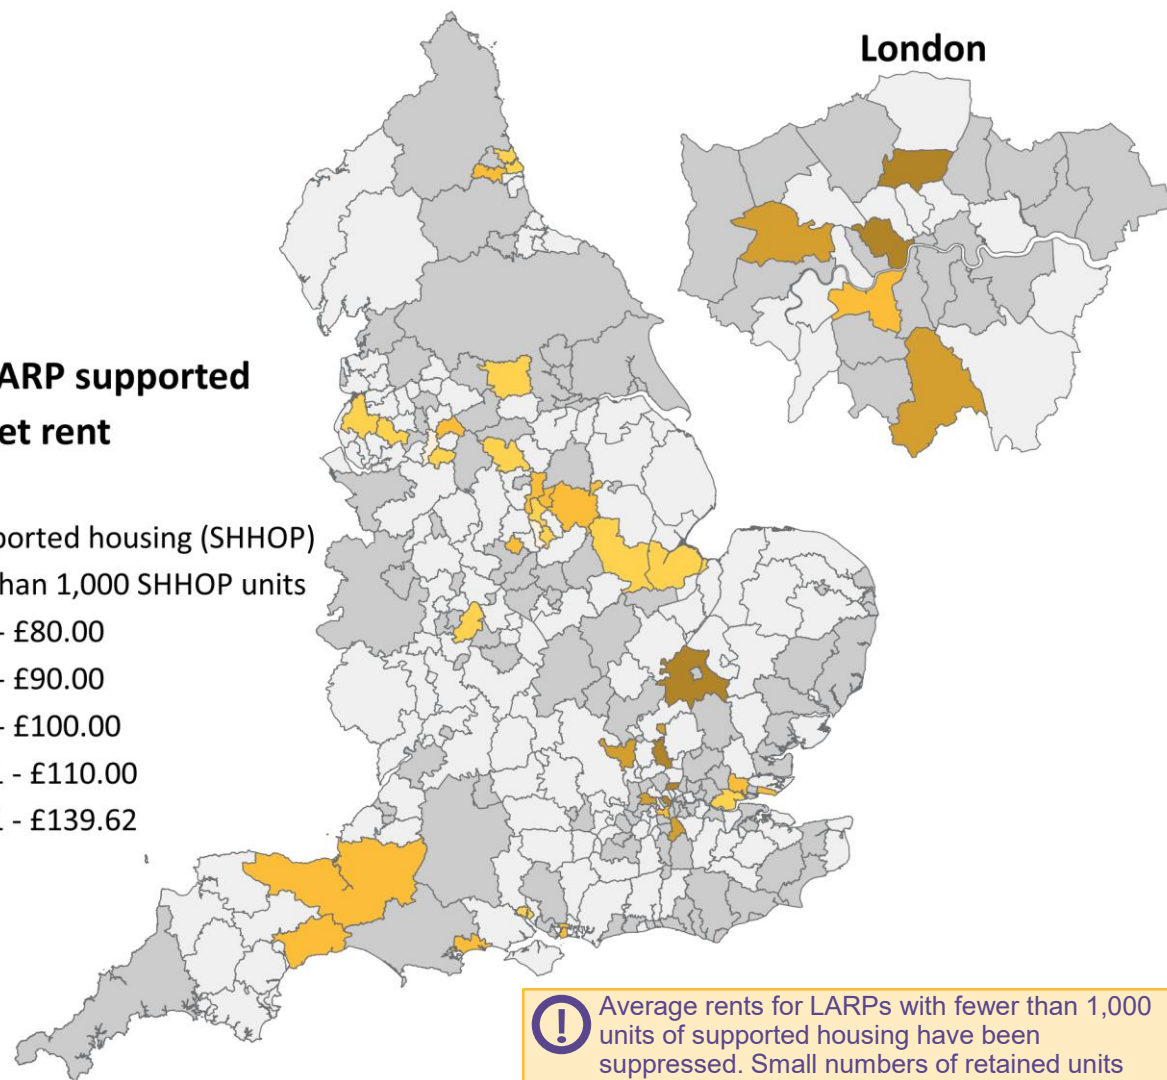 London
ARP supported
et rent
ported housing (SHHOP)
han 1,000 SHHOP units
- £80.00
- £90.00
- £100.00
- £110.00
- £139.62
Average rents for LARPs with fewer than 1,000
units of supported housing have been
suppressed. Small numbers of retained units